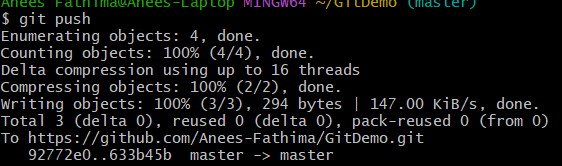 Anees Fathima@Anees-Laptop MINGW64 ~/GitDemo (master)
$ git push
Enumerating objects: 4, done.
Counting objects: 100% (4/4), done.
Delta compression using up to 16 threads
Compressing objects: 100% (2/2), done.
Writing objects: 100% (3/3), 294 bytes | 147.00 KiB/s, done.
Total 3 (delta 0), reused 0 (delta 0), pack-reused 0 (from 0)
To https://github.com/Anees-Fathima/GitDemo.git
92772e0..633b45b  master -> master